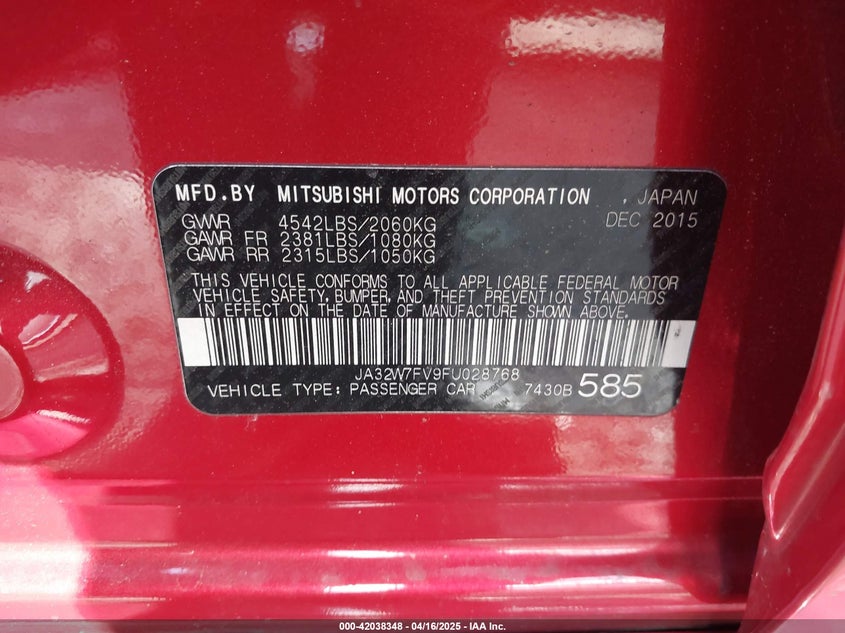 MFD.BY MITSUBISHI MOTORS CORPORATION , JAPAN
GVWR 4542LBS/2060KG DEC 2015
GAWR FR 2381LBS/1080KG
GAWR RR 2315LBS/1050KG
THIS VEHICLE CONFORMS TO ALL APPLICABLE FEDERAL MOTOR
VEHICLE SAFETY, BUMPER, AND THEFT PREVENTION STANDARDS
IN EFFECT ON THE DATE OF MANUFACTURE SHOWN ABOVE.
JA32W7FV9FU028768
VEHICLE TYPE: PASSENGER CAR 7430B 585
000-42038348 - 04/16/2025 - IAA Inc.